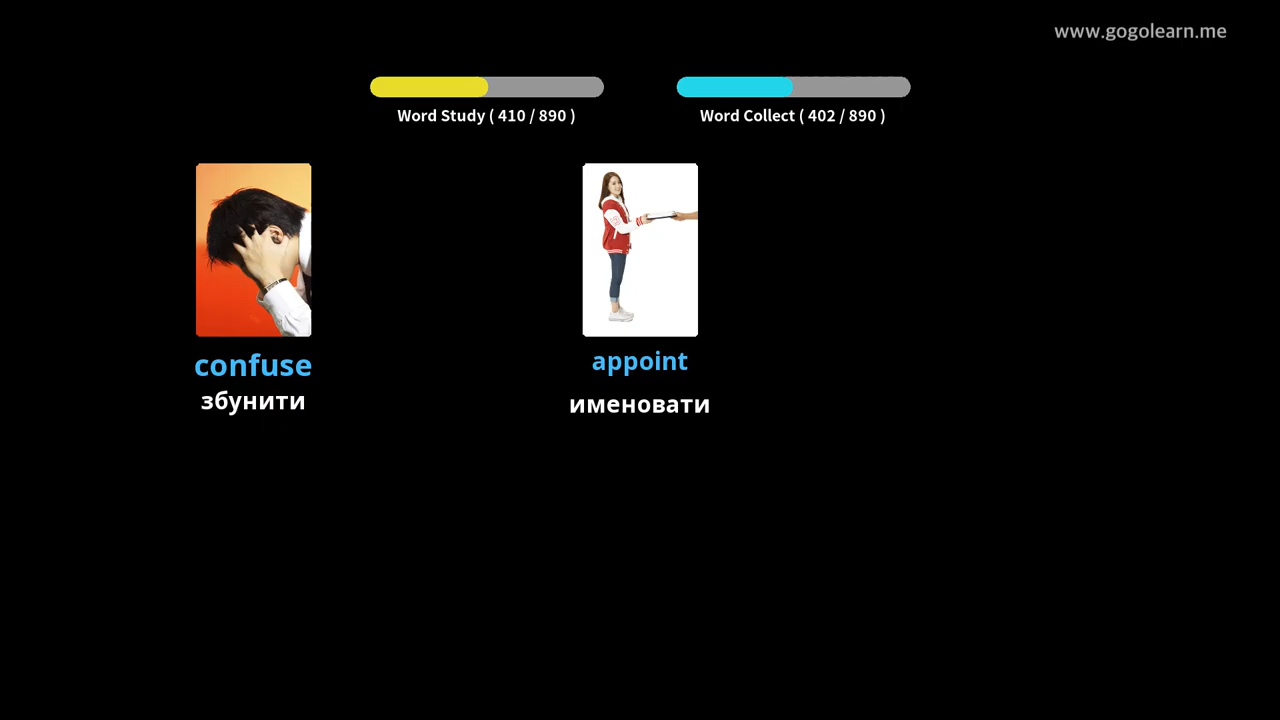 www.gogolearn.me
Word Study ( 410 / 890 )
Word Collect ( 402 / 890 )
confuse
збунити
appoint
именовати